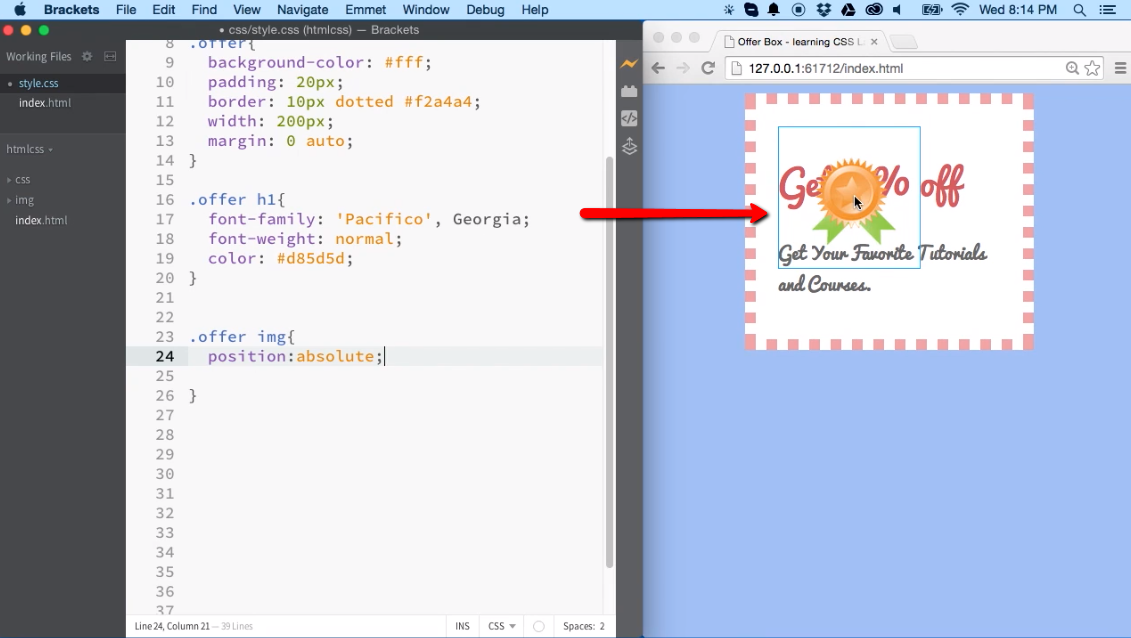 Brackets File Edit Find View Navigate Emmet Window Debug Help
Wed 8:14 PM
• css/style.css (htmlcss) — Brackets
Working Files
style.css
index.html
htmlcss
css
img
index.html
8 .offer{
9 background-color: #fff;
10 padding: 20px;
11 border: 10px dotted #f2a4a4;
12 width: 200px;
13 margin: 0 auto;
14 }
15
16 .offer h1{
17 font-family: 'Pacifico', Georgia;
18 font-weight: normal;
19 color: #d85d5d;
20 }
21
22
23 .offer img{
24 position:absolute;
25
26 }
27
28
29
30
31
32
33
34
35
36
37
Line 24, Column 21 — 39 Lines
INS CSS Spaces: 2
Offer Box - learning CSS L
127.0.0.1:61712/index.html
% off
Get Your Favorite Tutorials
and Courses.